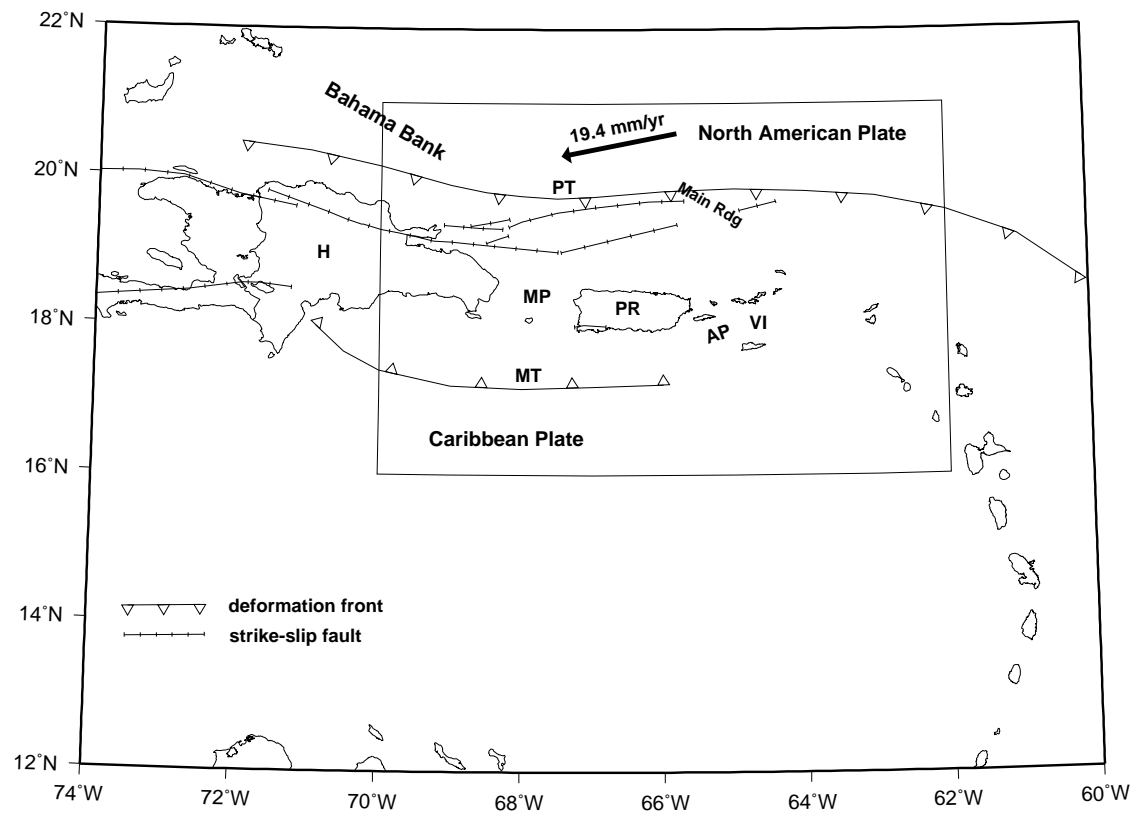 22˚N
Bahama Bank
19.4 mm/yr
North American Plate
20˚N
PT
Main Rdg
H
MP
PR
AP
VI
18˚N
MT
Caribbean Plate
16˚N
14˚N
deformation front
strike-slip fault
12˚N
74˚W
72˚W
70˚W
68˚W
66˚W
64˚W
62˚W
60˚W